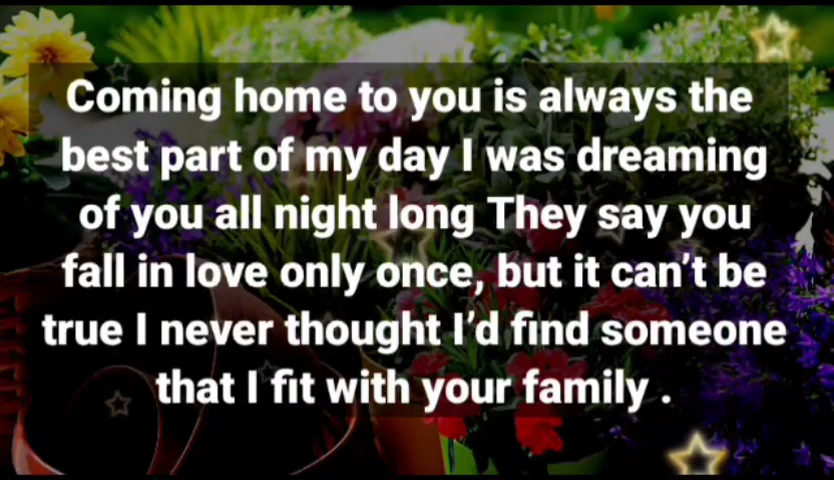 Coming home to you is always the
best part of my day I was dreaming
of you all night long They say you
fall in love only once, but it can’t be
true I never thought I’d find someone
that I fit with your family .